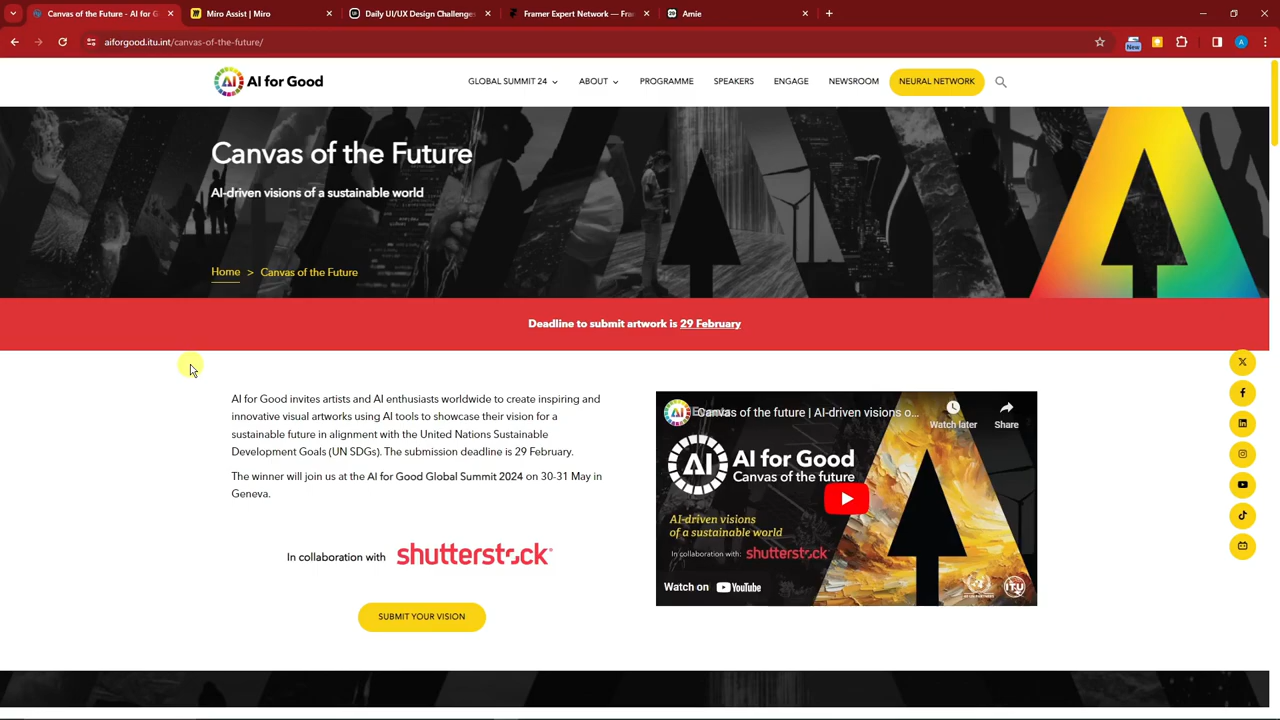 Canvas of the Future - AI for G
Miro Assist | Miro
Daily UI/UX Design Challenges
Framer Expert Network — Fra
Amie
aiforgood.itu.int/canvas-of-the-future/
New
A
AI for Good
GLOBAL SUMMIT 24
ABOUT
PROGRAMME
SPEAKERS
ENGAGE
NEWSROOM
NEURAL NETWORK
Canvas of the Future
AI-driven visions of a sustainable world
Home > Canvas of the Future
Deadline to submit artwork is 29 February
AI for Good invites artists and AI enthusiasts worldwide to create inspiring and
innovative visual artworks using AI tools to showcase their vision for a
sustainable future in alignment with the United Nations Sustainable
Development Goals (UN SDGs). The submission deadline is 29 February.
The winner will join us at the AI for Good Global Summit 2024 on 30-31 May in
Geneva.
In collaboration with shutterstock
SUBMIT YOUR VISION
Canvas of the future | AI-driven visions o...
Watch later
Share
AI for Good
Canvas of the future
AI-driven visions
of a sustainable world
In collaboration with: shutterstock
Watch on YouTube
ITU